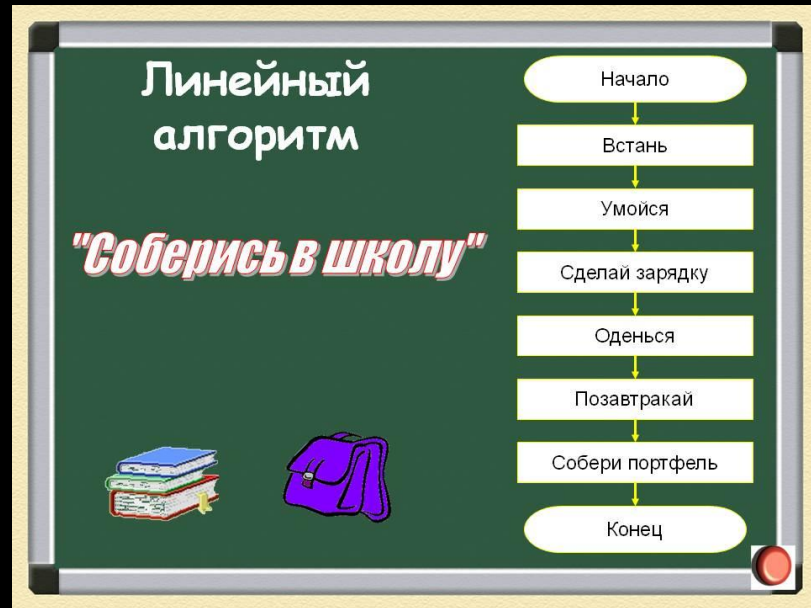 Линейный
алгоритм
"Соберись в школу"
Начало
Встань
Умойся
Сделай зарядку
Оденься
Позавтракай
Собери портфель
Конец